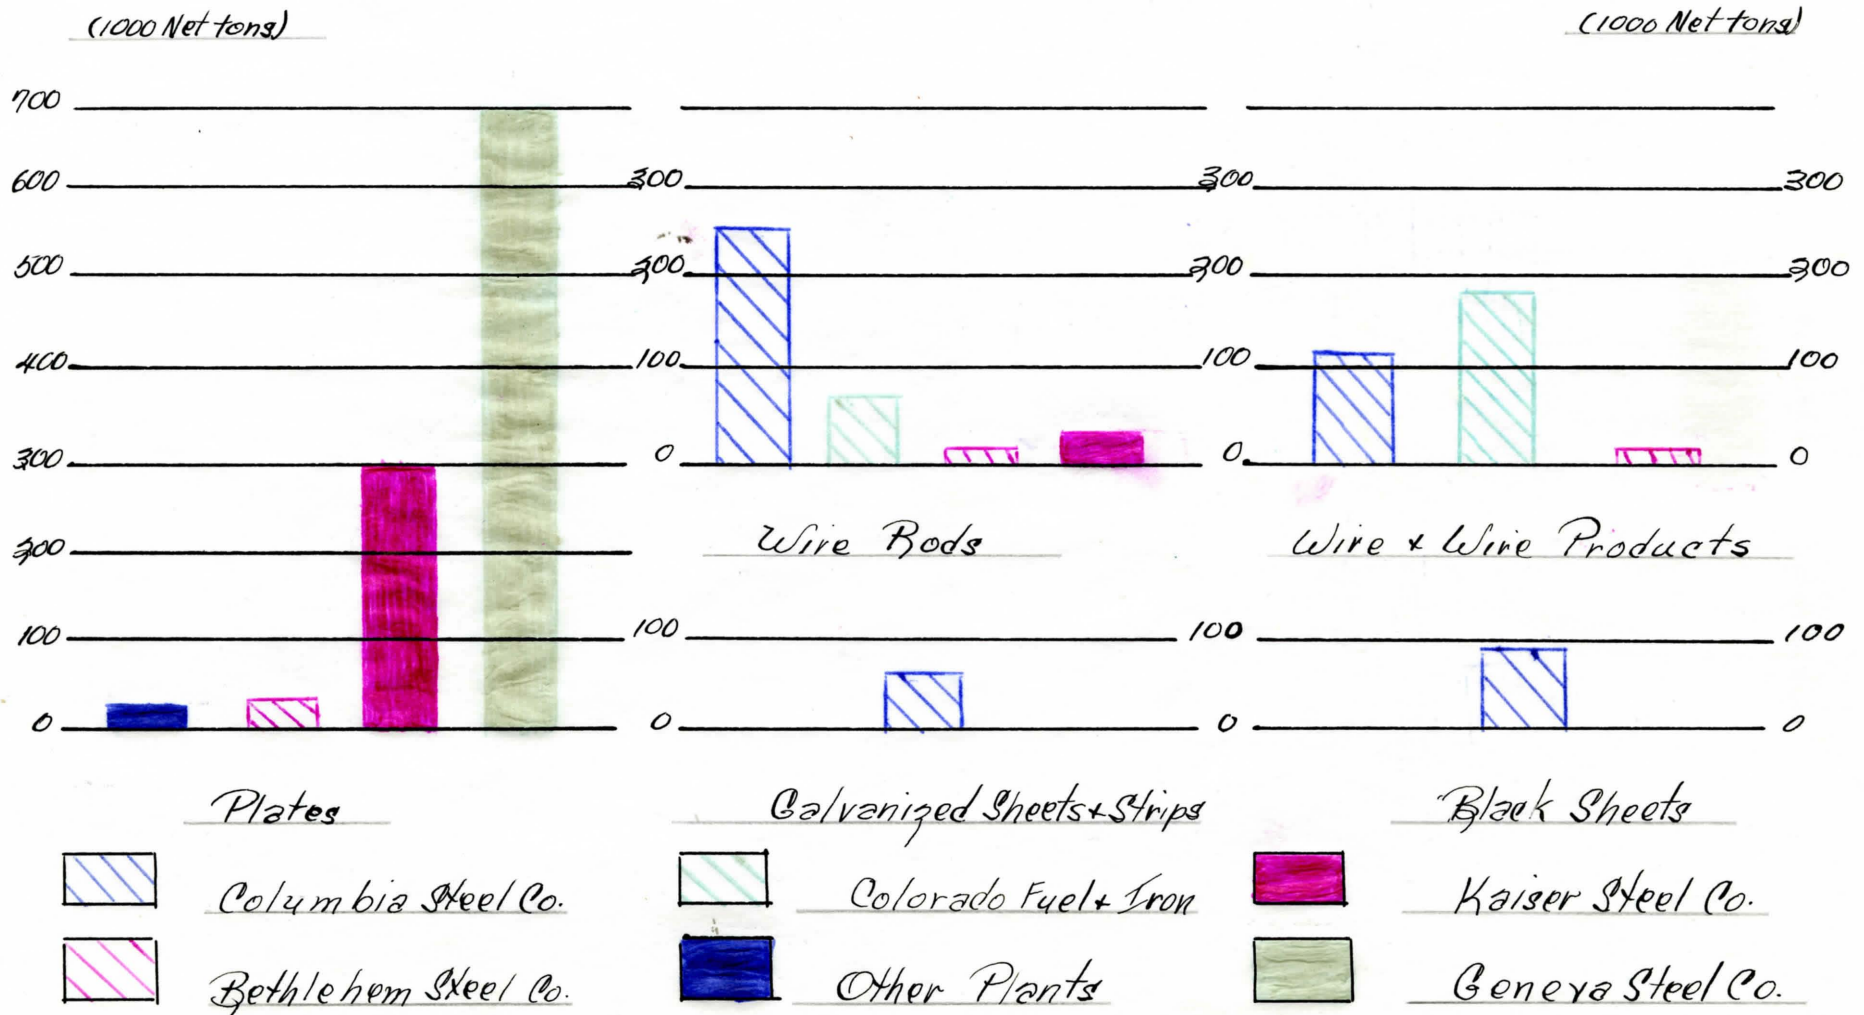 (1000 Net tons) (1000 Net tons)
700
600 300 300 300
500 200 200 200
400 100 100 100
300 0 0 0
Wire Rods Wire & Wire Products
200
100 100 100 100
0 0 0 0
Plates Galvanized Sheets & Strips Black Sheets
Columbia Steel Co. Colorado Fuel & Iron Kaiser Steel Co.
Bethlehem Steel Co. Other Plants Geneva Steel Co.